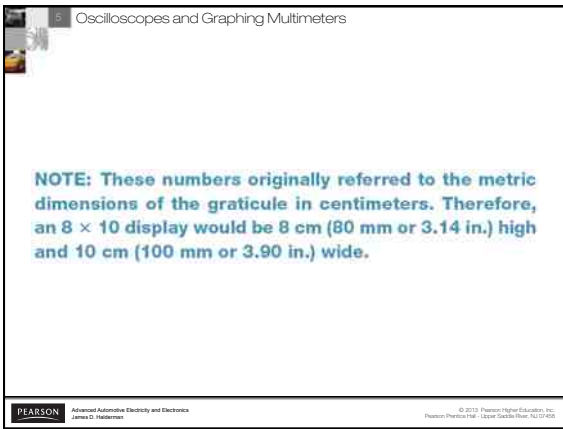 5 Oscilloscopes and Graphing Multimeters
NOTE: These numbers originally referred to the metric
dimensions of the graticule in centimeters. Therefore,
an 8 × 10 display would be 8 cm (80 mm or 3.14 in.) high
and 10 cm (100 mm or 3.90 in.) wide.
PEARSON
Advanced Automotive Electricity and Electronics
James D. Halderman
© 2013 Pearson Higher Education, Inc.
Pearson Prentice Hall - Upper Saddle River, NJ 07458